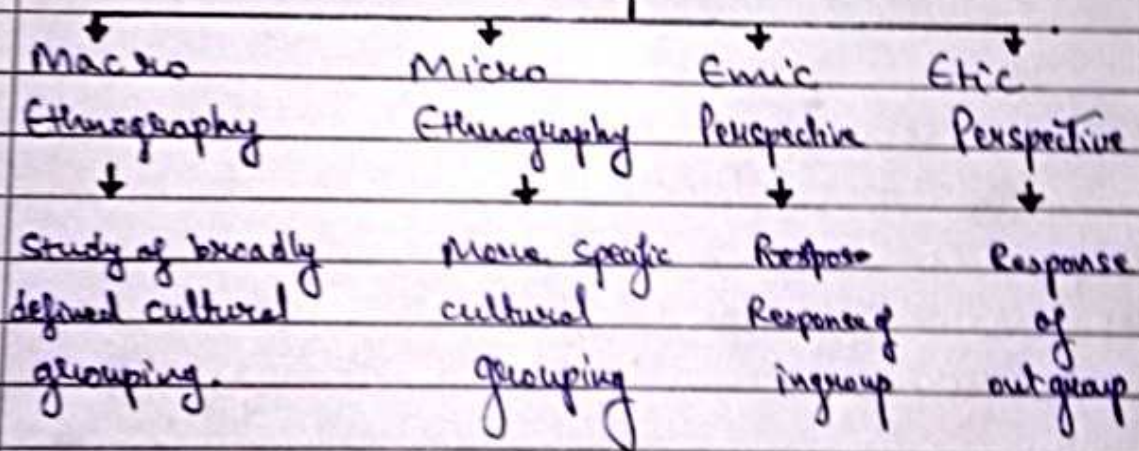 Macro Micro Emic Etic
Ethnography Ethnography Perspective Perspective
Study of broadly More Specific Respose Response
defined cultural cultural Response of of
grouping. grouping ingroup outgroup